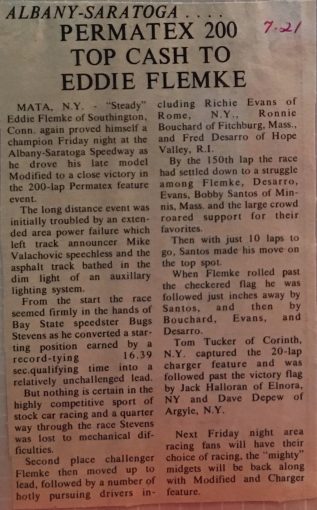 ALBANY-SARATOGA ....
7-21
PERMATEX 200
TOP CASH TO
EDDIE FLEMKE
MATA, N.Y. - "Steady"
Eddie Flemke of Southington,
Conn. again proved himself a
champion Friday night at the
Albany-Saratoga Speedway as
he drove his late model
Modified to a close victory in
the 200-lap Permatex feature
event.
The long distance event was
initially troubled by an extend-
ed area power failure which
left track announcer Mike
Valachovic speechless and the
asphalt track bathed in the
dim light of an auxillary
lighting system.
From the start the race
seemed firmly in the hands of
Bay State speedster Bugs
Stevens as he converted a star-
ting position earned by a
record-tying 16.39
sec.qualifying time into a
relatively unchallenged lead.
But nothing is certain in the
highly competitive sport of
stock car racing and a quarter
way through the race Stevens
was lost to mechanical dif-
ficulties.
Second place challenger
Flemke then moved up to
lead, followed by a number of
hotly pursuing drivers in-
cluding Richie Evans of
Rome, N.Y., Ronnie
Bouchard of Fitchburg, Mass.,
and Fred Desarro of Hope
Valley, R.I.
By the 150th lap the race
had settled down to a struggle
among Flemke, Desarro,
Evans, Bobby Santos of Min-
nis, Mass. and the large crowd
roared support for their
favorites.
Then with just 10 laps to
go, Santos made his move on
the top spot.
When Flemke rolled past
the checkered flag he was
followed just inches away by
Santos, and then by
Bouchard, Evans, and
Desarro.
Tom Tucker of Corinth,
N.Y. captured the 20-lap
charger feature and was
followed past the victory flag
by Jack Halloran of Elnora,
NY and Dave Depew of
Argyle, N.Y.
Next Friday night area
racing fans will have their
choice of racing, the "mighty"
midgets will be back along
with Modified and Charger
feature.